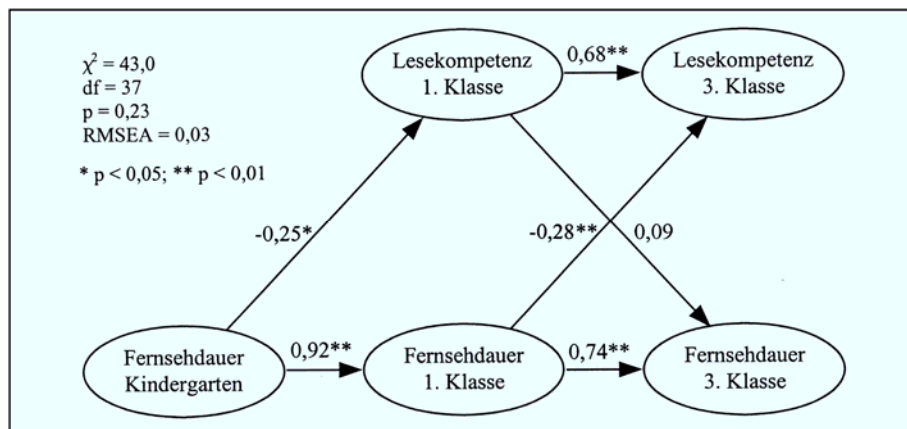 χ² = 43,0
df = 37
p = 0,23
RMSEA = 0,03
* p < 0,05; ** p < 0,01
Lesekompetenz
1. Klasse
0,68**
Lesekompetenz
3. Klasse
-0,25*
-0,28**
0,09
Fernsehdauer
Kindergarten
0,92**
Fernsehdauer
1. Klasse
0,74**
Fernsehdauer
3. Klasse